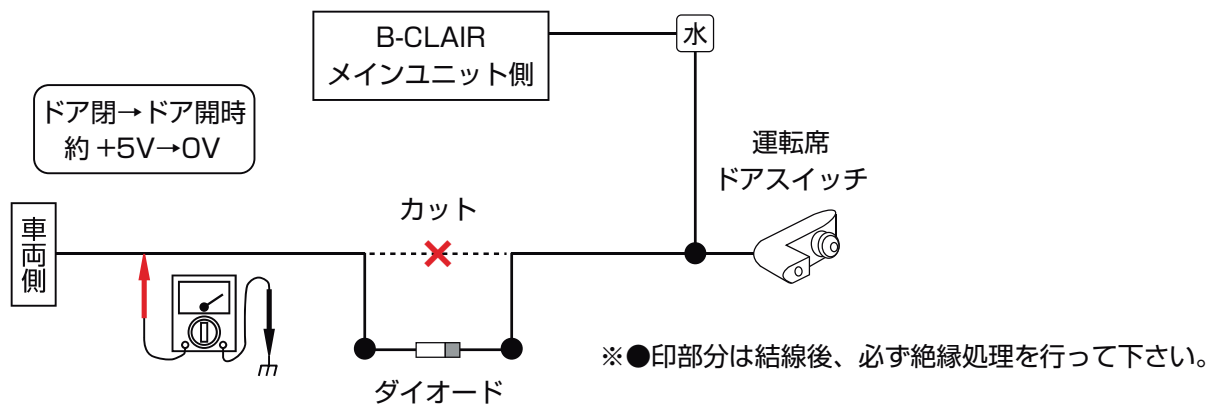 B-CLAIR
メインユニット側
水
ドア閉→ドア開時
約 +5V→0V
運転席
ドアスイッチ
カット
車両側
ダイオード
※●印部分は結線後、必ず絶縁処理を行って下さい。